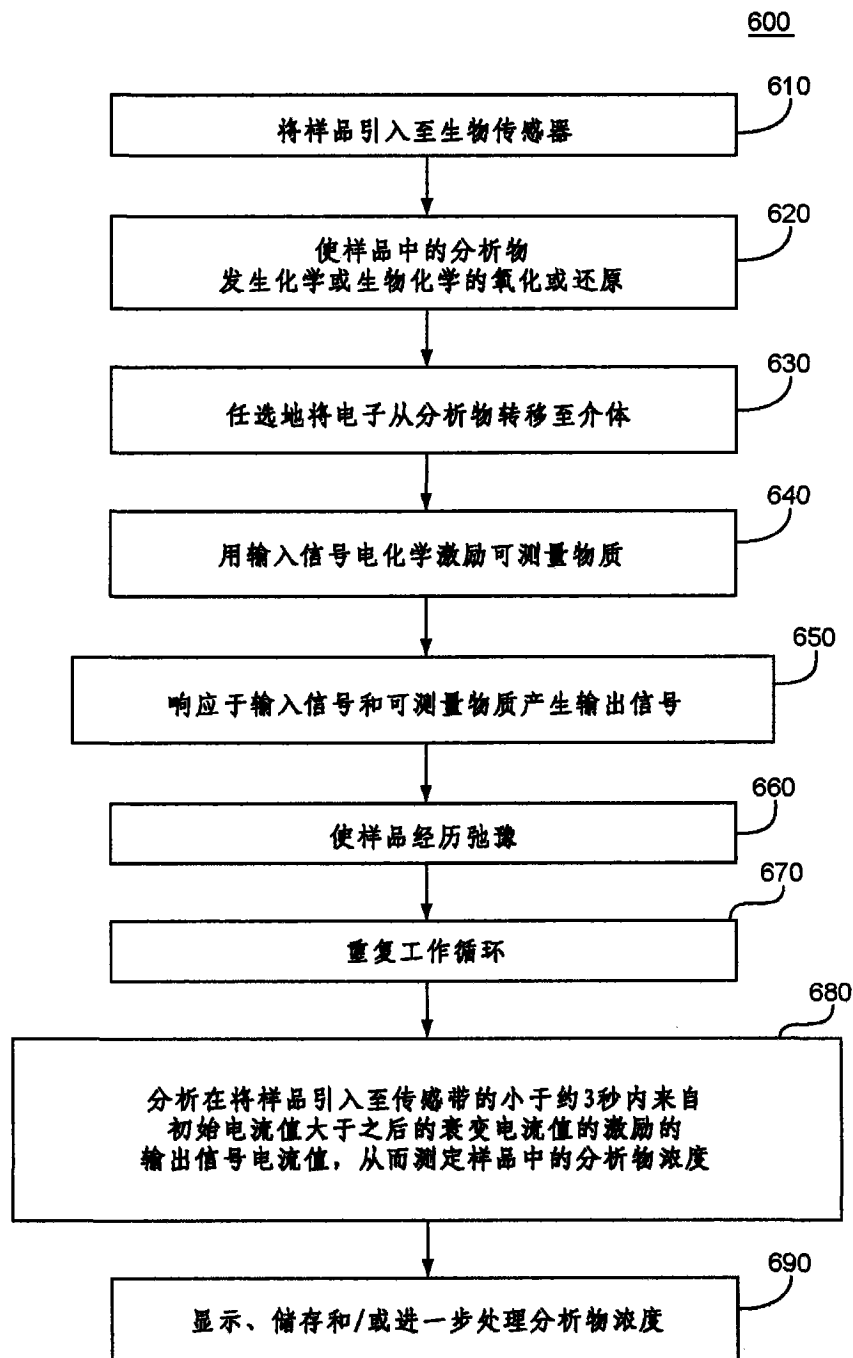 600
610
将样品引入至生物传感器
620
使样品中的分析物
发生化学或生物化学的氧化或还原
630
任选地将电子从分析物转移至介体
640
用输入信号电化学激励可测量物质
650
响应于输入信号和可测量物质产生输出信号
660
使样品经历弛豫
670
重复工作循环
680
分析在将样品引入至传感带的小于约3秒内来自
初始电流值大于之后的衰变电流值的激励的
输出信号电流值，从而测定样品中的分析物浓度
690
显示、储存和/或进一步处理分析物浓度